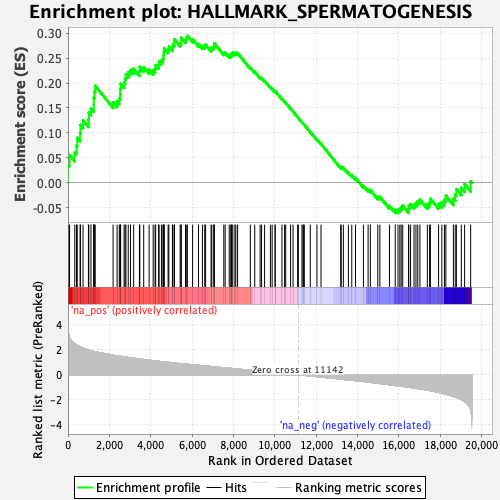 Enrichment plot: HALLMARK_SPERMATOGENESIS
Enrichment score (ES)
0.30
0.25
0.20
0.15
0.10
0.05
0.00
-0.05
'na_pos' (positively correlated)
Ranked list metric (PreRanked)
4
2
0
-2
-4
Zero cross at 11142
'na_neg' (negatively correlated)
0
2,000
4,000
6,000
8,000
10,000
12,000
14,000
16,000
18,000
20,000
Rank in Ordered Dataset
Enrichment profile
Hits
Ranking metric scores